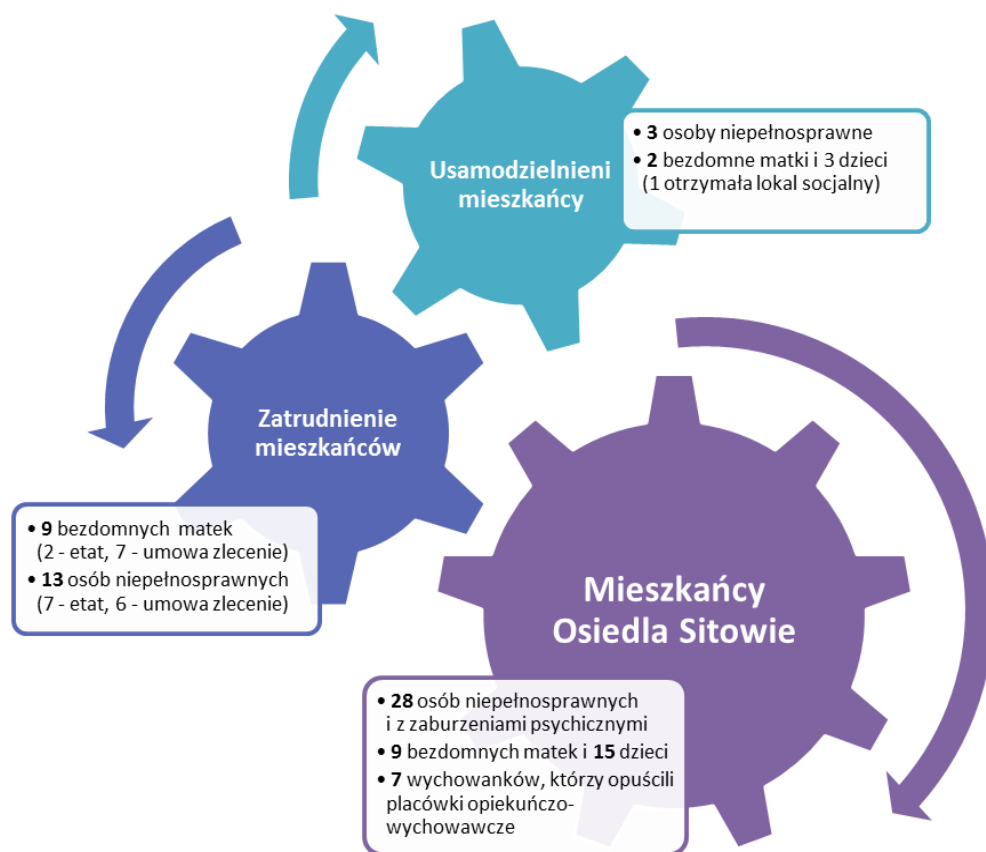 Usamodzielnieni
mieszkańcy
• 3 osoby niepełnosprawne
• 2 bezdomne matki i 3 dzieci
(1 otrzymała lokal socjalny)
Zatrudnienie
mieszkańców
• 9 bezdomnych matek
(2 - etat, 7 - umowa zlecenie)
• 13 osób niepełnosprawnych
(7 - etat, 6 - umowa zlecenie)
Mieszkańcy
Osiedla Sitowie
• 28 osób niepełnosprawnych
i z zaburzeniami psychicznymi
• 9 bezdomnych matek i 15 dzieci
• 7 wychowanków, którzy opuścili
placówki opiekuńczo-
wychowawcze